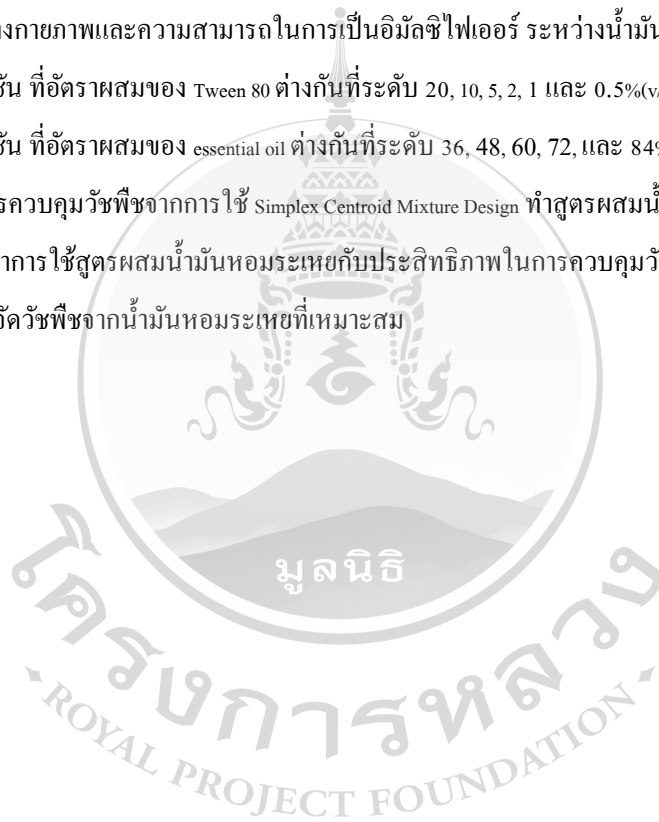 งกายภาพและความสามารถในการเป็นอิมัลซิไฟเออร์ ระหว่างน้ำมัน
ชัน ที่อัตราผสมของ Tween 80 ต่างกันที่ระดับ 20, 10, 5, 2, 1 และ 0.5%(v/
ชัน ที่อัตราผสมของ essential oil ต่างกันที่ระดับ 36, 48, 60, 72, และ 84%
รควบคุมวัชพืชจากการใช้ Simplex Centroid Mixture Design ทำสูตรผสมน้ำ
าการใช้สูตรผสมน้ำมันหอมระเหยกับประสิทธิภาพในการควบคุมวั
จัดวัชพืชจากน้ำมันหอมระเหยที่เหมาะสม
มูลนิธิ
โครงการหลวง
ROYAL PROJECT FOUNDATION